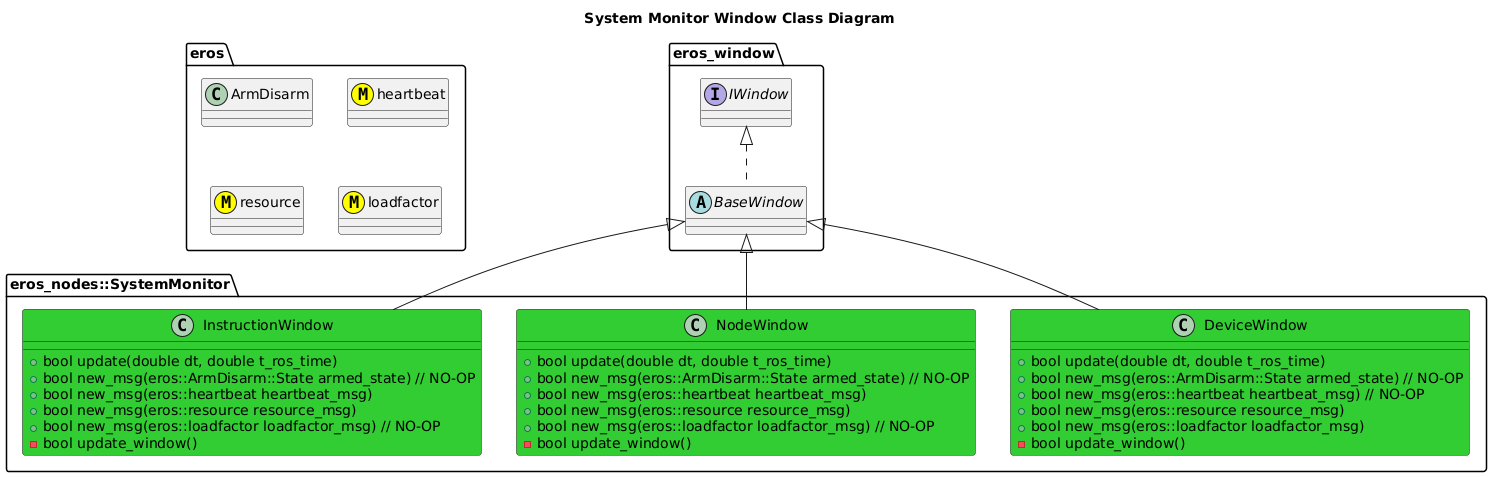 System Monitor Window Class Diagram
eros
C ArmDisarm
M heartbeat
M resource
M loadfactor
eros_window
I IWindow
A BaseWindow
eros_nodes::SystemMonitor
C InstructionWindow
bool update(double dt, double t_ros_time)
bool new_msg(eros::ArmDisarm::State armed_state) // NO-OP
bool new_msg(eros::heartbeat heartbeat_msg)
bool new_msg(eros::resource resource_msg)
bool new_msg(eros::loadfactor loadfactor_msg) // NO-OP
bool update_window()
C NodeWindow
bool update(double dt, double t_ros_time)
bool new_msg(eros::ArmDisarm::State armed_state) // NO-OP
bool new_msg(eros::heartbeat heartbeat_msg)
bool new_msg(eros::resource resource_msg)
bool new_msg(eros::loadfactor loadfactor_msg) // NO-OP
bool update_window()
C DeviceWindow
bool update(double dt, double t_ros_time)
bool new_msg(eros::ArmDisarm::State armed_state) // NO-OP
bool new_msg(eros::heartbeat heartbeat_msg) // NO-OP
bool new_msg(eros::resource resource_msg)
bool new_msg(eros::loadfactor loadfactor_msg)
bool update_window()